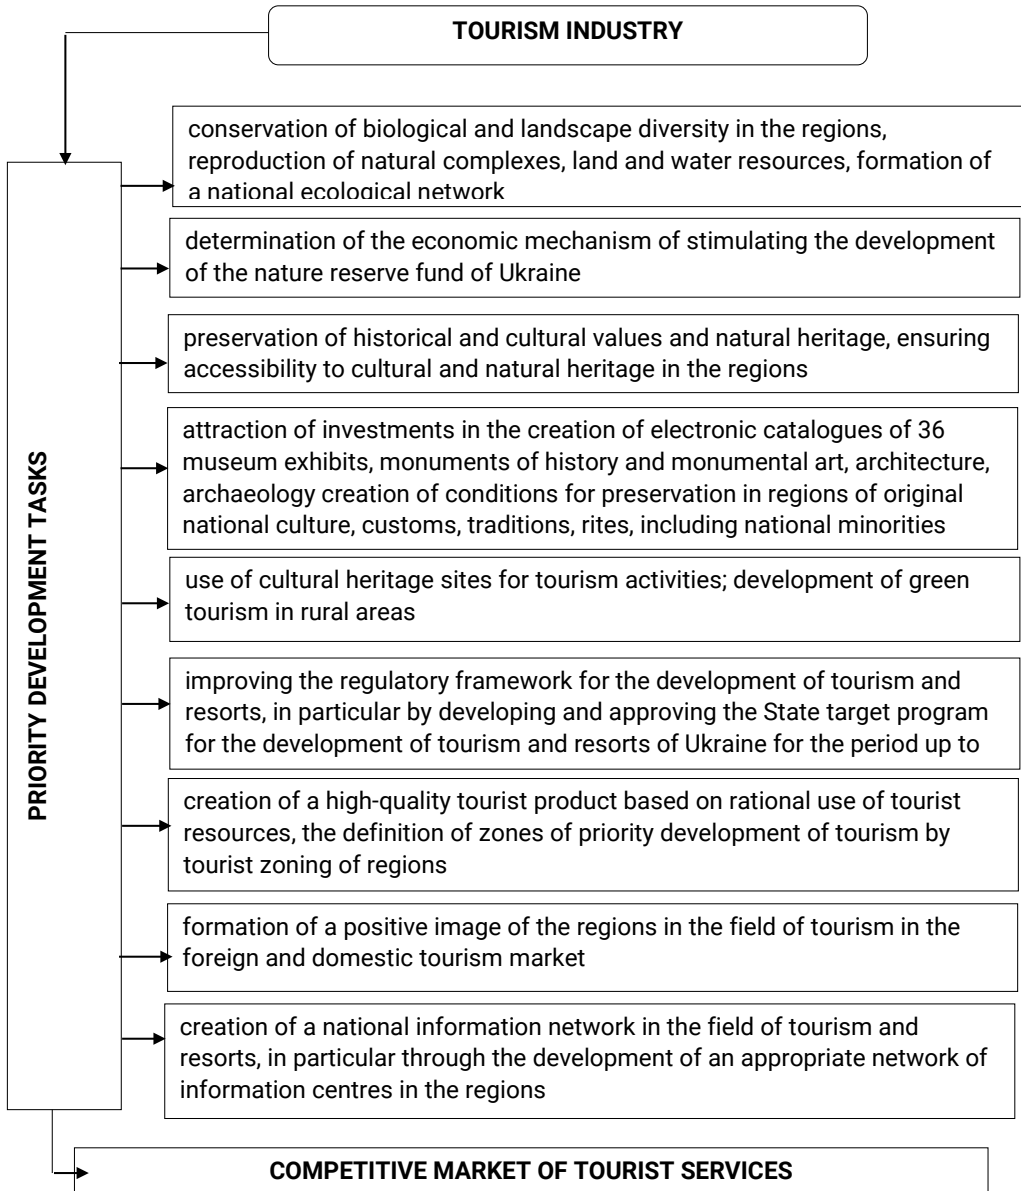 TOURISM INDUSTRY
PRIORITY DEVELOPMENT TASKS
conservation of biological and landscape diversity in the regions,
reproduction of natural complexes, land and water resources, formation of
a national ecological network
determination of the economic mechanism of stimulating the development
of the nature reserve fund of Ukraine
preservation of historical and cultural values and natural heritage, ensuring
accessibility to cultural and natural heritage in the regions
attraction of investments in the creation of electronic catalogues of 36
museum exhibits, monuments of history and monumental art, architecture,
archaeology creation of conditions for preservation in regions of original
national culture, customs, traditions, rites, including national minorities
use of cultural heritage sites for tourism activities; development of green
tourism in rural areas
improving the regulatory framework for the development of tourism and
resorts, in particular by developing and approving the State target program
for the development of tourism and resorts of Ukraine for the period up to
creation of a high-quality tourist product based on rational use of tourist
resources, the definition of zones of priority development of tourism by
tourist zoning of regions
formation of a positive image of the regions in the field of tourism in the
foreign and domestic tourism market
creation of a national information network in the field of tourism and
resorts, in particular through the development of an appropriate network of
information centres in the regions
COMPETITIVE MARKET OF TOURIST SERVICES